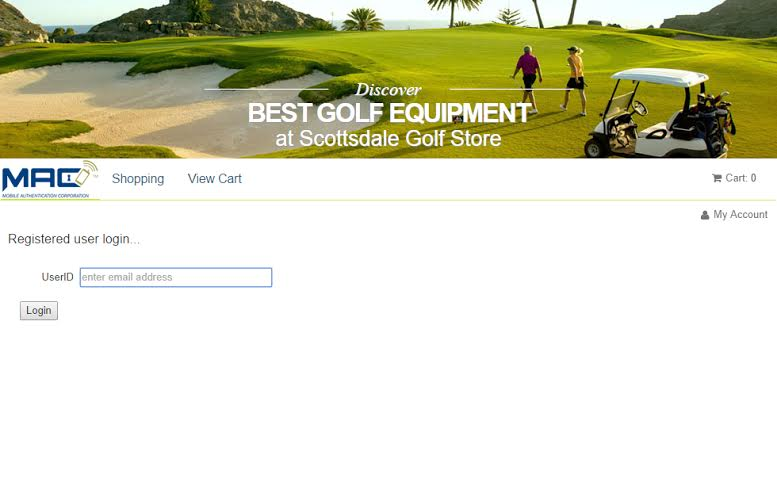 Discover
BEST GOLF EQUIPMENT
at Scottsdale Golf Store
MAC
MOBILE AUTHENTICATION CORPORATION
Shopping View Cart Cart: 0
My Account
Registered user login...
UserID enter email address
Login